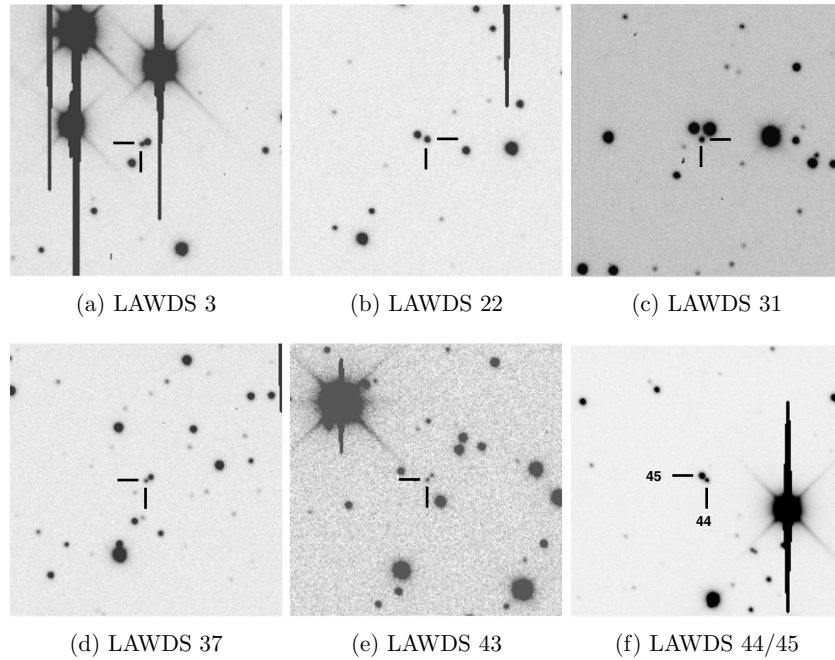 (a) LAWDS 3
(b) LAWDS 22
(c) LAWDS 31
45
44
(d) LAWDS 37
(e) LAWDS 43
(f) LAWDS 44/45